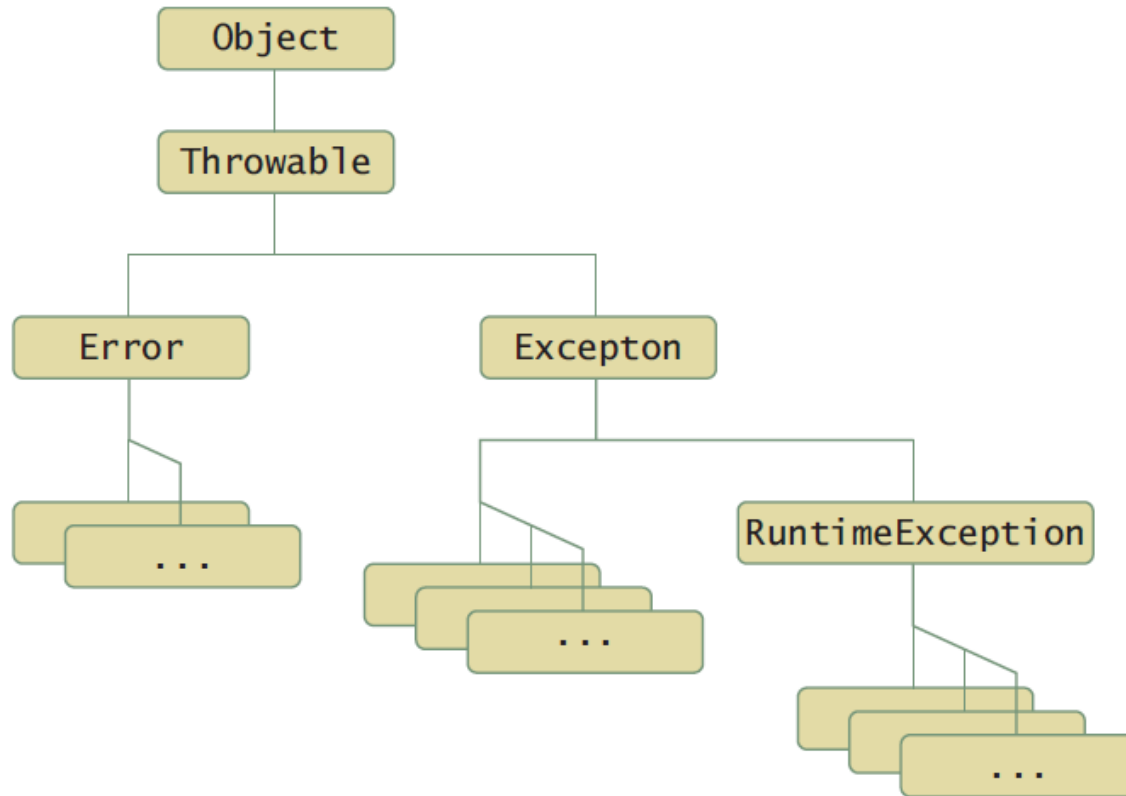 Object
Throwable
Error
Excepton
RuntimeException
...
...
...